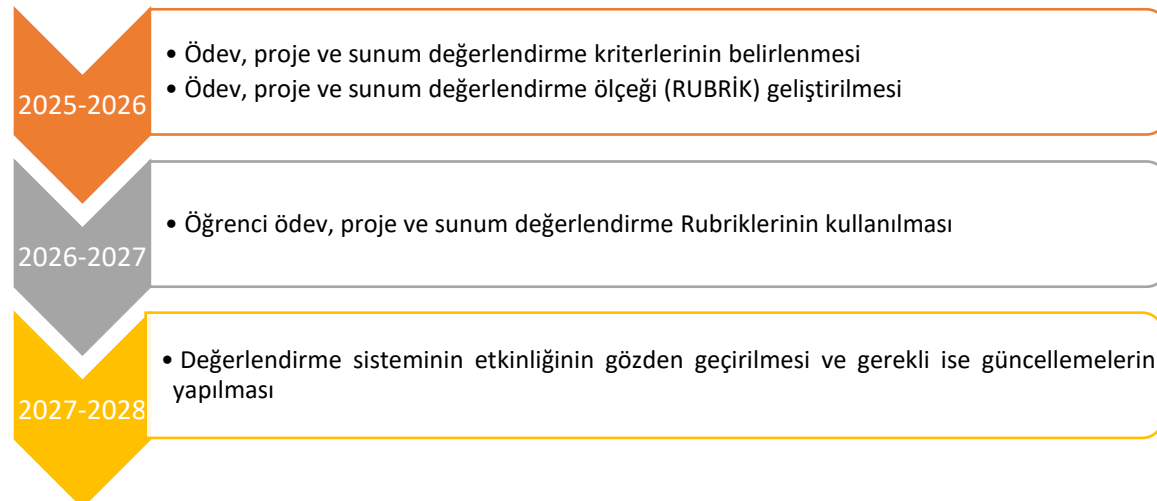 2025-2026
• Ödev, proje ve sunum değerlendirme kriterlerinin belirlenmesi
• Ödev, proje ve sunum değerlendirme ölçeği (RUBRİK) geliştirilmesi
2026-2027
• Öğrenci ödev, proje ve sunum değerlendirme Rubriklerinin kullanılması
2027-2028
• Değerlendirme sisteminin etkinliğinin gözden geçirilmesi ve gerekli ise güncellemelerin
yapılması